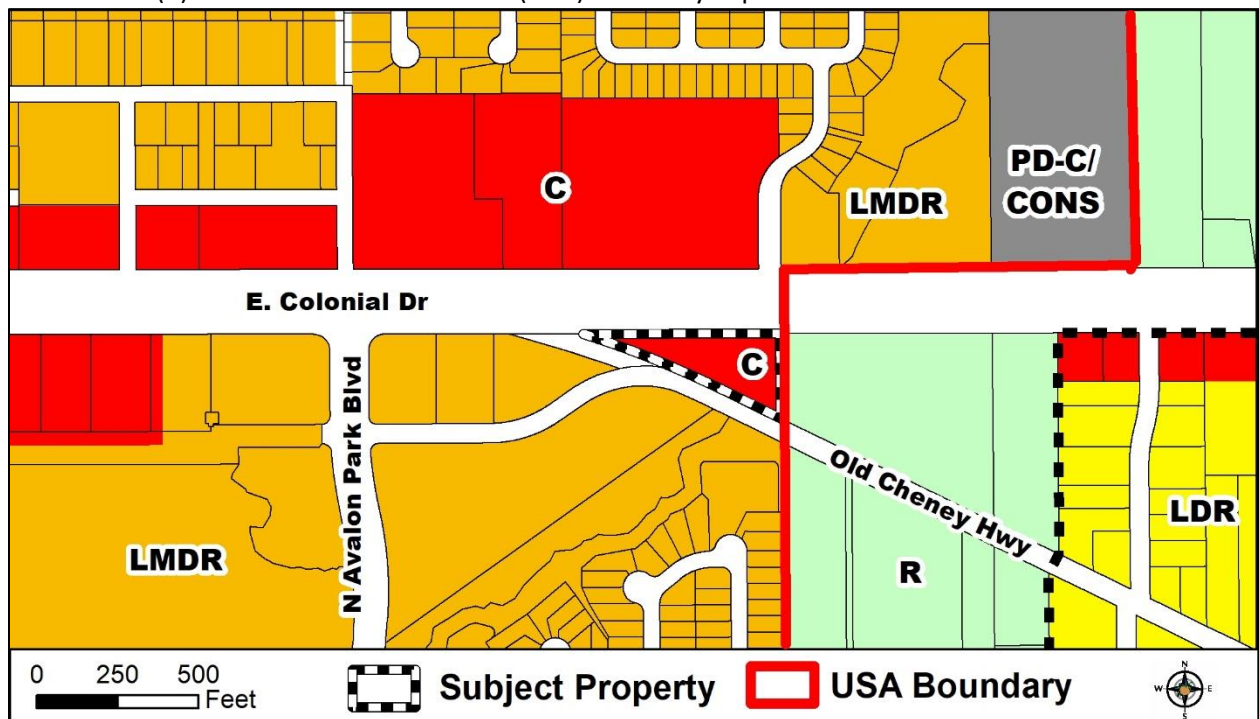 C
PD-C/
CONS
LMDR
E. Colonial Dr
C
N Avalon Park Blvd
Old Cheney Hwy
LDR
LMDR
R
0 250 500
Feet
Subject Property
USA Boundary
N
W E
S